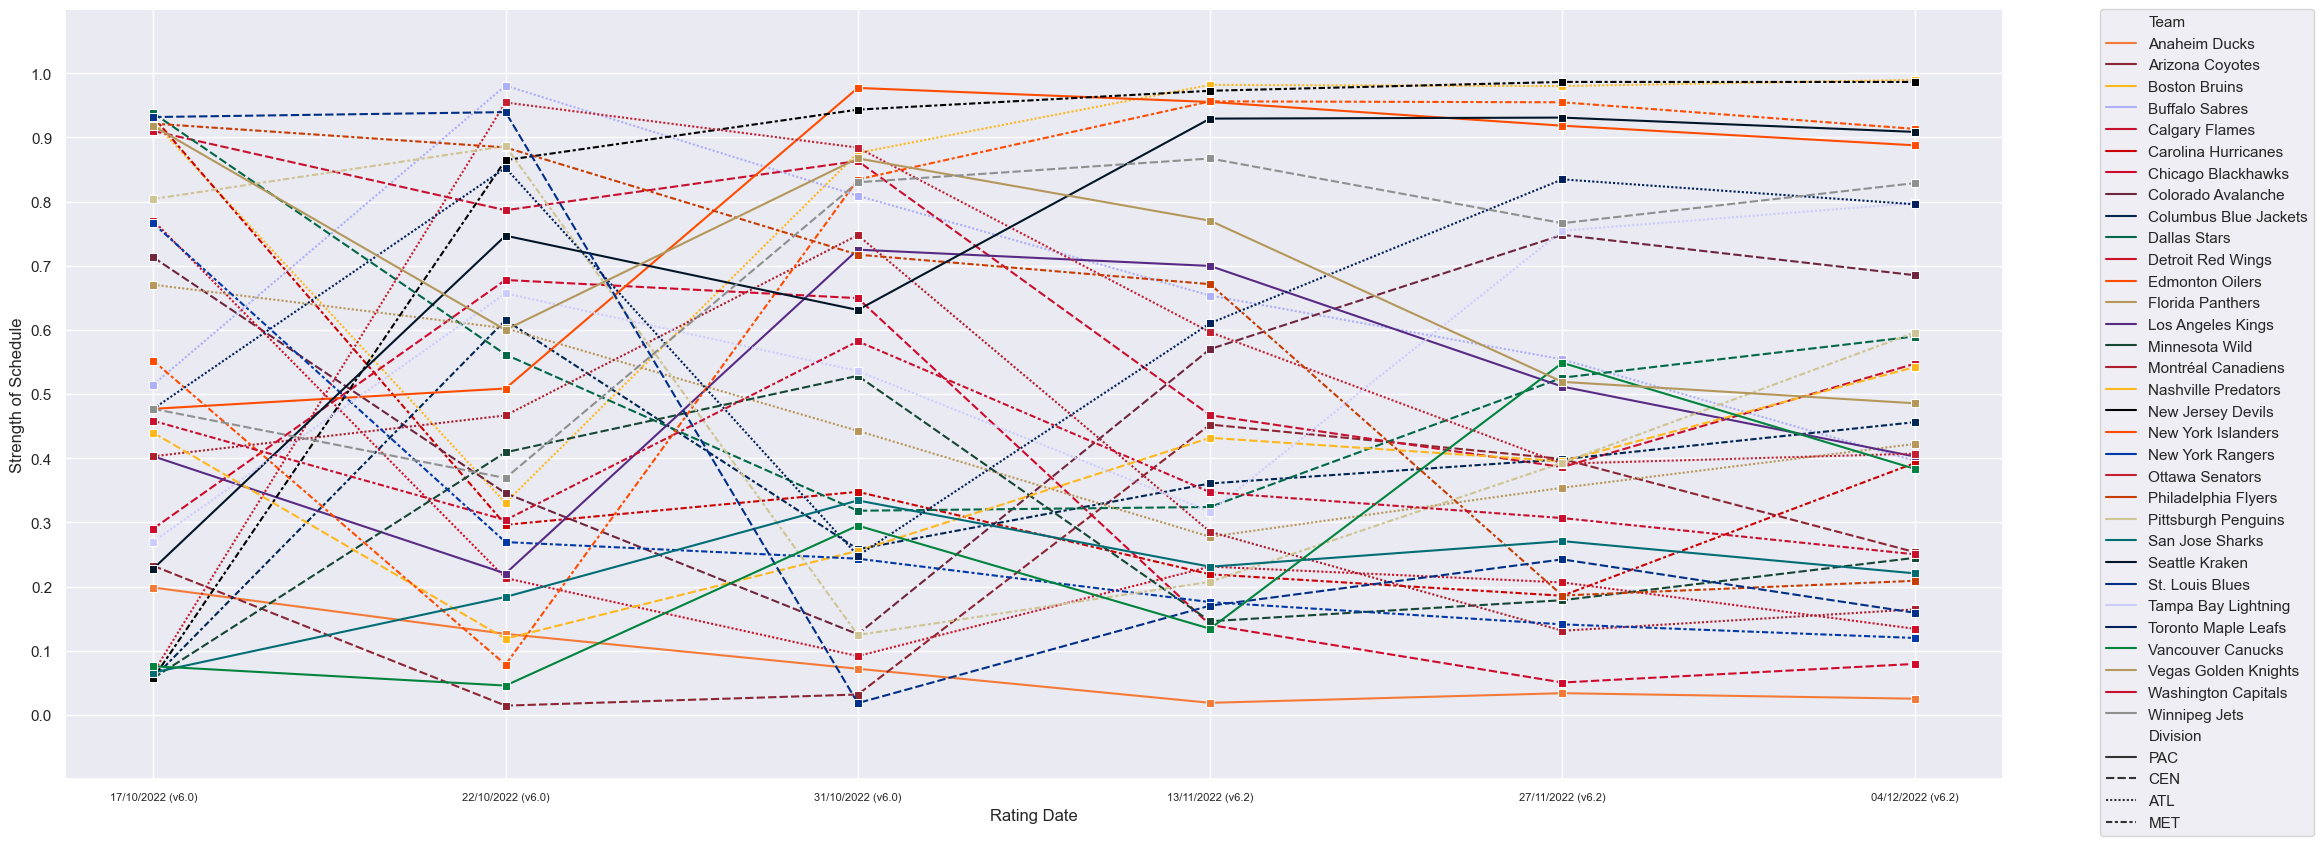 1.0
0.9
0.8
0.7
0.6
0.5
0.4
0.3
0.2
0.1
0.0
Strength of Schedule
17/10/2022 (v6.0)
22/10/2022 (v6.0)
31/10/2022 (v6.0)
13/11/2022 (v6.2)
27/11/2022 (v6.2)
04/12/2022 (v6.2)
Rating Date
Team
Anaheim Ducks
Arizona Coyotes
Boston Bruins
Buffalo Sabres
Calgary Flames
Carolina Hurricanes
Chicago Blackhawks
Colorado Avalanche
Columbus Blue Jackets
Dallas Stars
Detroit Red Wings
Edmonton Oilers
Florida Panthers
Los Angeles Kings
Minnesota Wild
Montréal Canadiens
Nashville Predators
New Jersey Devils
New York Islanders
New York Rangers
Ottawa Senators
Philadelphia Flyers
Pittsburgh Penguins
San Jose Sharks
Seattle Kraken
St. Louis Blues
Tampa Bay Lightning
Toronto Maple Leafs
Vancouver Canucks
Vegas Golden Knights
Washington Capitals
Winnipeg Jets
Division
PAC
CEN
ATL
MET